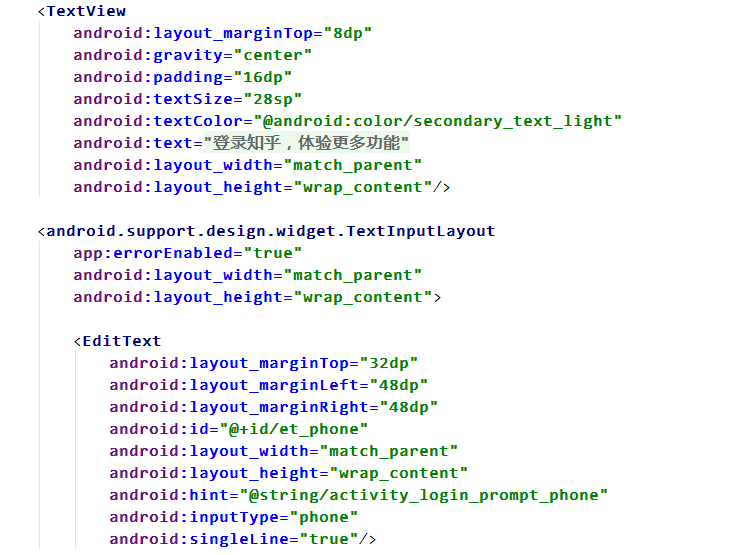 <TextView
android:layout_marginTop="8dp"
android:gravity="center"
android:padding="16dp"
android:textSize="28sp"
android:textColor="@android:color/secondary_text_light"
android:text="登录知乎，体验更多功能"
android:layout_width="match_parent"
android:layout_height="wrap_content"/>
<android.support.design.widget.TextInputLayout
app:errorEnabled="true"
android:layout_width="match_parent"
android:layout_height="wrap_content">
<EditText
android:layout_marginTop="32dp"
android:layout_marginLeft="48dp"
android:layout_marginRight="48dp"
android:id="@+id/et_phone"
android:layout_width="match_parent"
android:layout_height="wrap_content"
android:hint="@string/activity_login_prompt_phone"
android:inputType="phone"
android:singleLine="true"/>